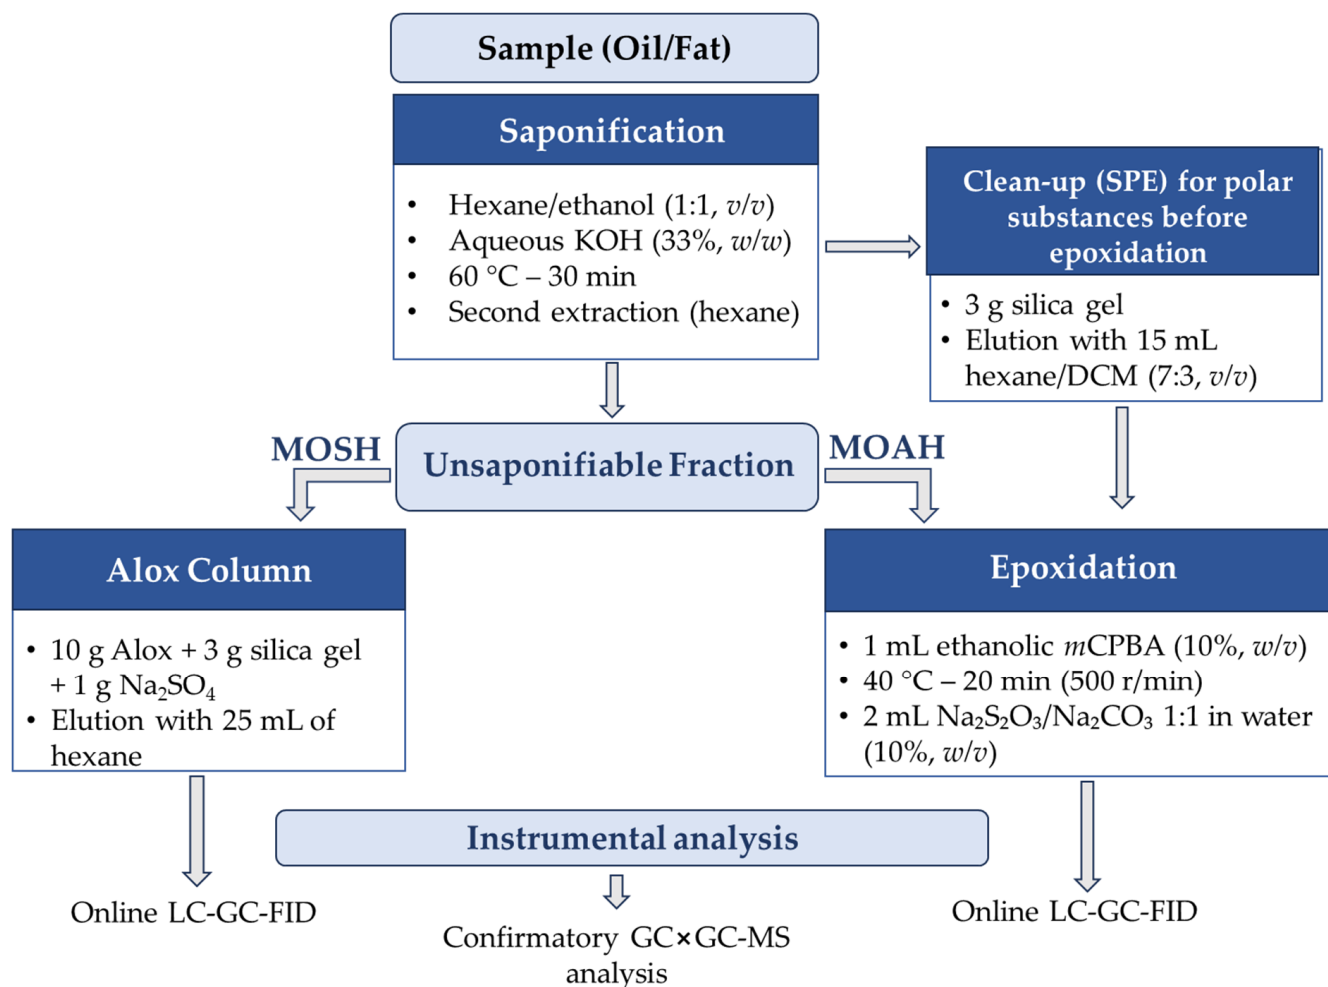 Sample (Oil/Fat)
Saponification
• Hexane/ethanol (1:1, v/v)
• Aqueous KOH (33%, w/w)
• 60 °C – 30 min
• Second extraction (hexane)
Clean-up (SPE) for polar
substances before
epoxidation
• 3 g silica gel
• Elution with 15 mL
hexane/DCM (7:3, v/v)
MOSH
Unsaponifiable Fraction
MOAH
Alox Column
• 10 g Alox + 3 g silica gel
+ 1 g Na₂SO₄
• Elution with 25 mL of
hexane
Epoxidation
• 1 mL ethanolic mCPBA (10%, w/v)
• 40 °C – 20 min (500 r/min)
• 2 mL Na₂S₂O₃/Na₂CO₃ 1:1 in water
(10%, w/v)
Instrumental analysis
Online LC-GC-FID
Confirmatory GC×GC-MS
analysis
Online LC-GC-FID